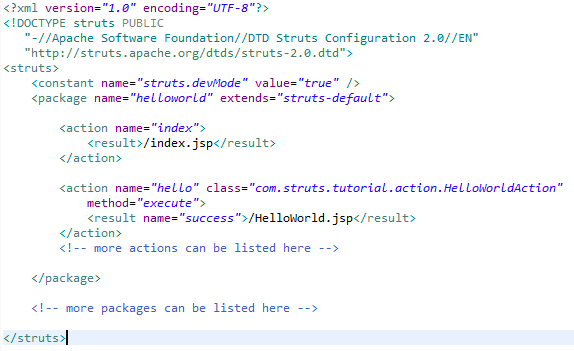 <?xml version="1.0" encoding="UTF-8"?>
<!DOCTYPE struts PUBLIC
"-//Apache Software Foundation//DTD Struts Configuration 2.0//EN"
"http://struts.apache.org/dtds/struts-2.0.dtd">
<struts>
<constant name="struts.devMode" value="true" />
<package name="helloworld" extends="struts-default">
<action name="index">
<result>/index.jsp</result>
</action>
<action name="hello" class="com.struts.tutorial.action.HelloWorldAction"
method="execute">
<result name="success">/HelloWorld.jsp</result>
</action>
<!-- more actions can be listed here -->
</package>
<!-- more packages can be listed here -->
</struts>